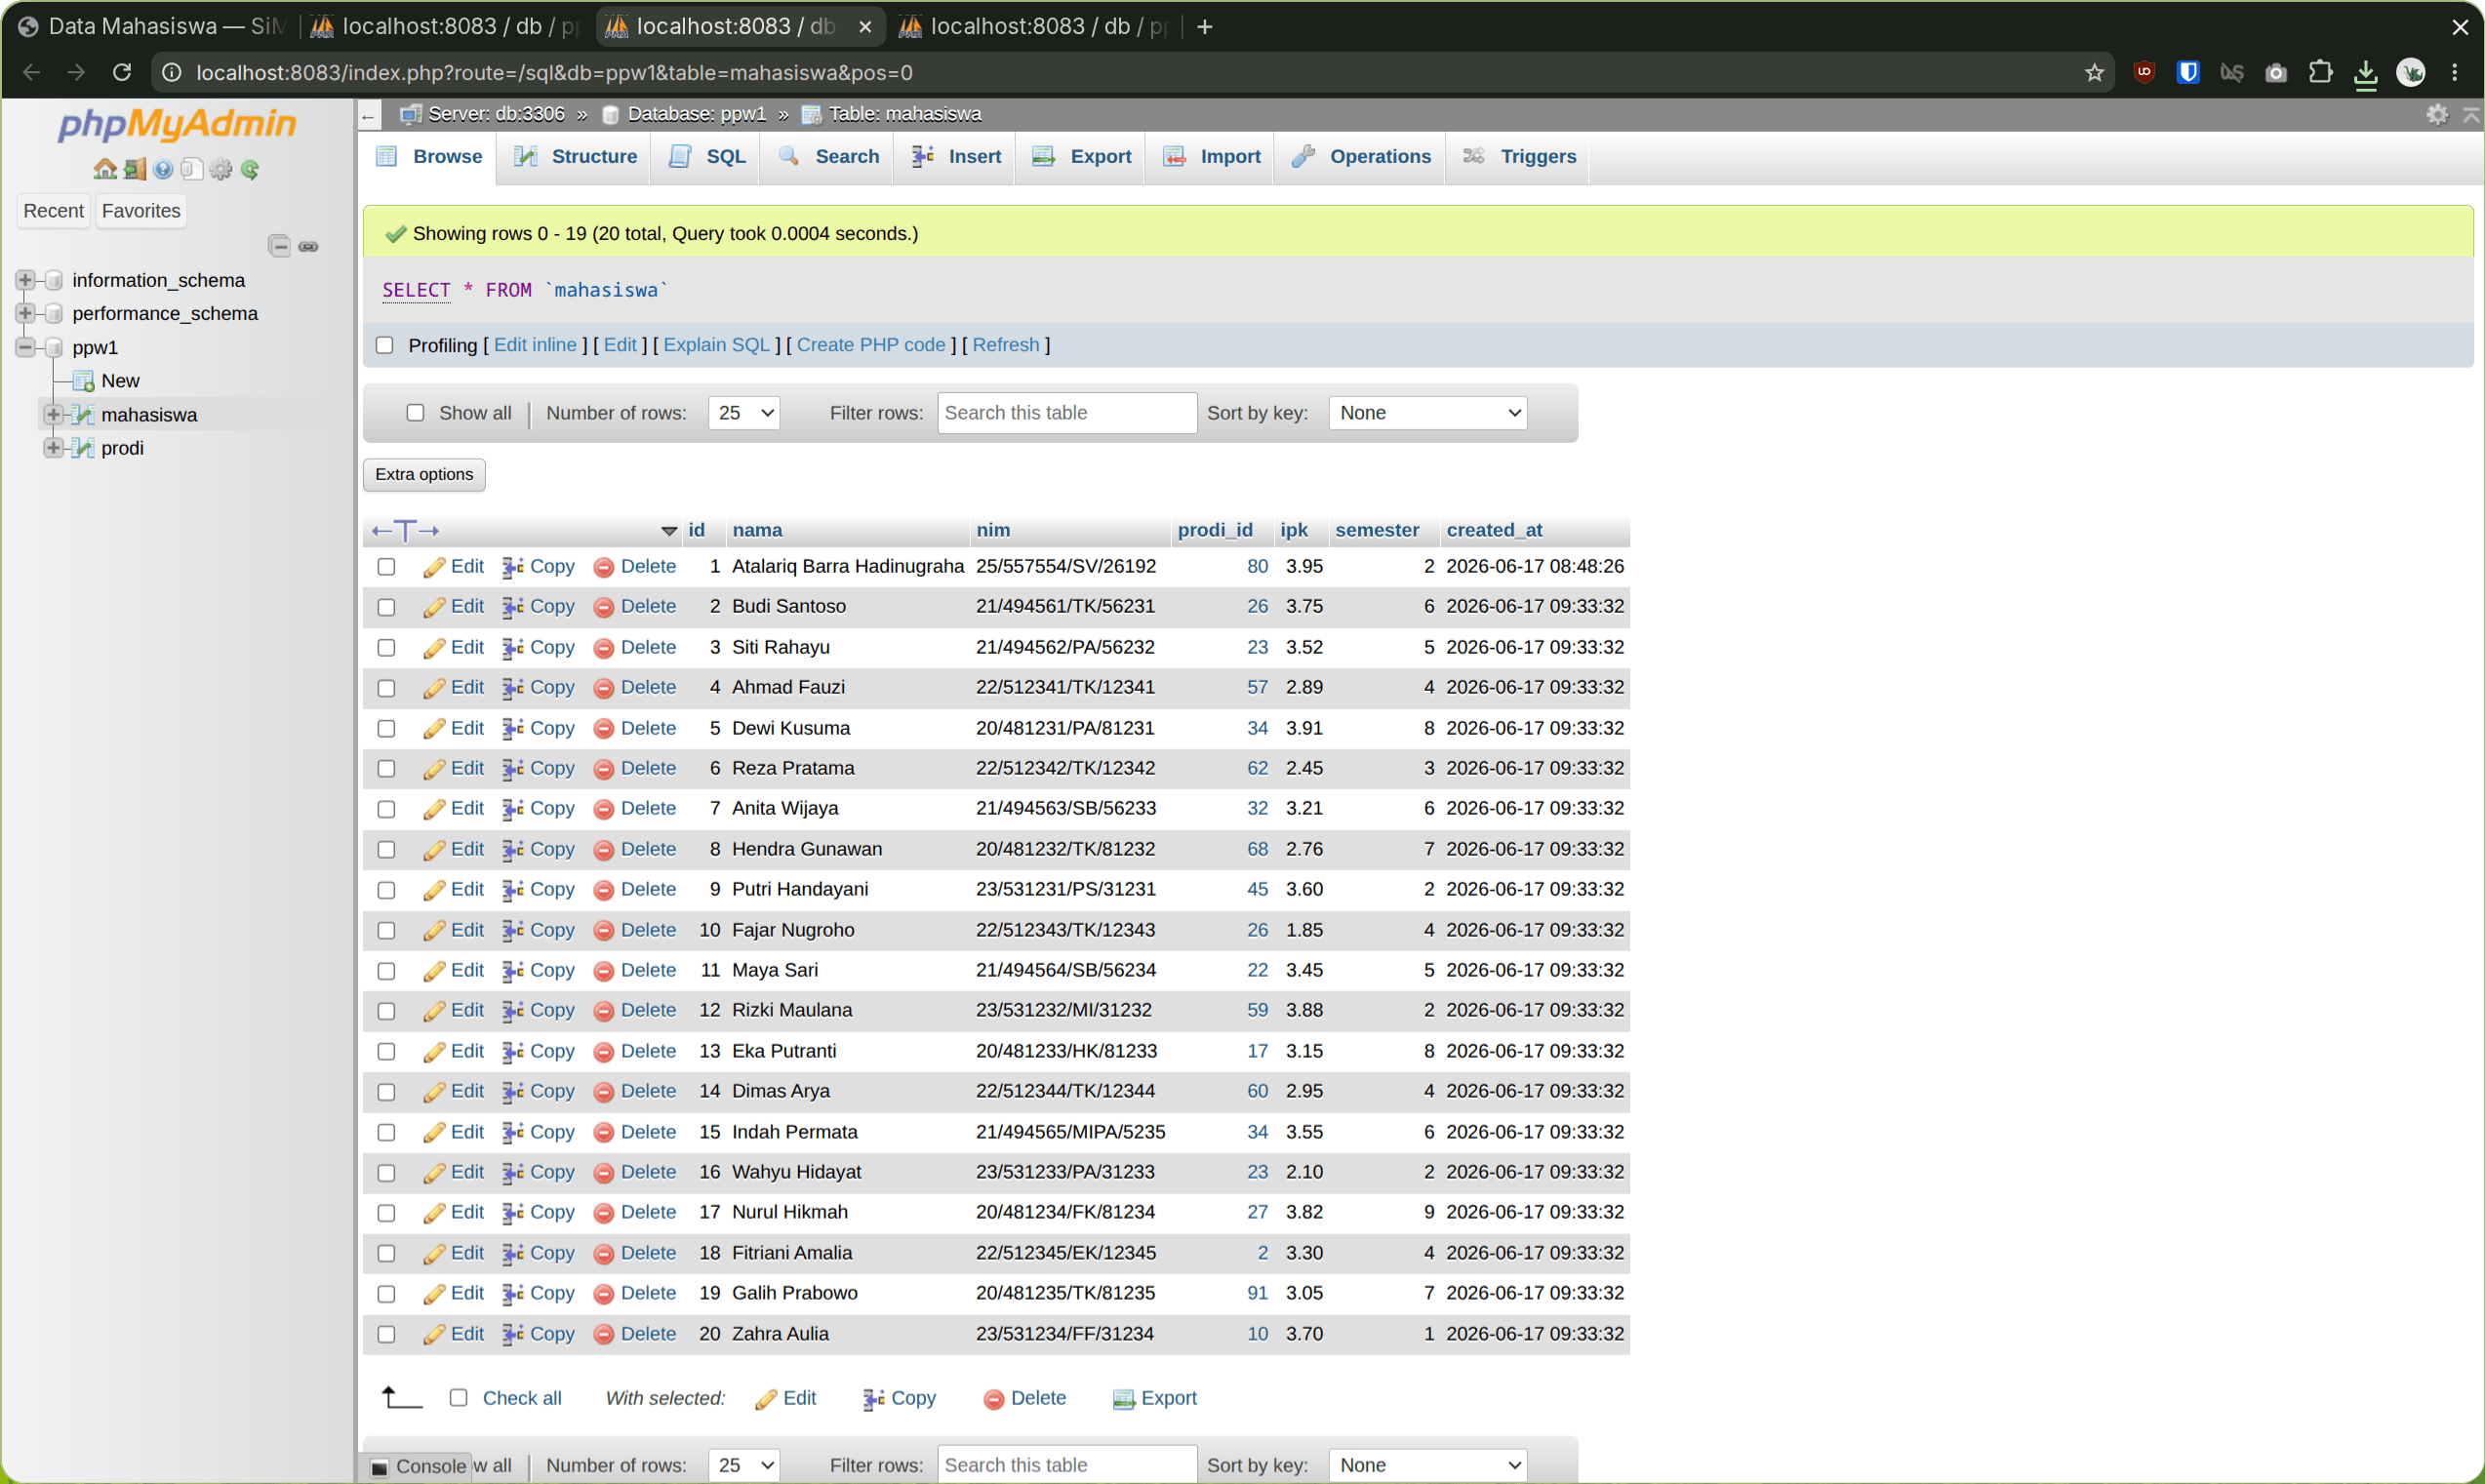 Data Mahasiswa — SiM
localhost:8083 / db / pp
localhost:8083 / db
localhost:8083 / db / pp
localhost:8083/index.php?route=/sql&db=ppw1&table=mahasiswa&pos=0
phpMyAdmin
Recent Favorites
information_schema
performance_schema
ppw1
New
mahasiswa
prodi
Server: db:3306 » Database: ppw1 » Table: mahasiswa
Browse Structure SQL Search Insert Export Import Operations Triggers
Showing rows 0 - 19 (20 total, Query took 0.0004 seconds.)
SELECT * FROM `mahasiswa`
Profiling [ Edit inline ] [ Edit ] [ Explain SQL ] [ Create PHP code ] [ Refresh ]
Show all Number of rows: 25 Filter rows: Search this table Sort by key: None
Extra options
id nama nim prodi_id ipk semester created_at
Edit Copy Delete 1 Atalariq Barra Hadinugraha 25/557554/SV/26192 80 3.95 2 2026-06-17 08:48:26
Edit Copy Delete 2 Budi Santoso 21/494561/TK/56231 26 3.75 6 2026-06-17 09:33:32
Edit Copy Delete 3 Siti Rahayu 21/494562/PA/56232 23 3.52 5 2026-06-17 09:33:32
Edit Copy Delete 4 Ahmad Fauzi 22/512341/TK/12341 57 2.89 4 2026-06-17 09:33:32
Edit Copy Delete 5 Dewi Kusuma 20/481231/PA/81231 34 3.91 8 2026-06-17 09:33:32
Edit Copy Delete 6 Reza Pratama 22/512342/TK/12342 62 2.45 3 2026-06-17 09:33:32
Edit Copy Delete 7 Anita Wijaya 21/494563/SB/56233 32 3.21 6 2026-06-17 09:33:32
Edit Copy Delete 8 Hendra Gunawan 20/481232/TK/81232 68 2.76 7 2026-06-17 09:33:32
Edit Copy Delete 9 Putri Handayani 23/531231/PS/31231 45 3.60 2 2026-06-17 09:33:32
Edit Copy Delete 10 Fajar Nugroho 22/512343/TK/12343 26 1.85 4 2026-06-17 09:33:32
Edit Copy Delete 11 Maya Sari 21/494564/SB/56234 22 3.45 5 2026-06-17 09:33:32
Edit Copy Delete 12 Rizki Maulana 23/531232/MI/31232 59 3.88 2 2026-06-17 09:33:32
Edit Copy Delete 13 Eka Putranti 20/481233/HK/81233 17 3.15 8 2026-06-17 09:33:32
Edit Copy Delete 14 Dimas Arya 22/512344/TK/12344 60 2.95 4 2026-06-17 09:33:32
Edit Copy Delete 15 Indah Permata 21/494565/MIPA/5235 34 3.55 6 2026-06-17 09:33:32
Edit Copy Delete 16 Wahyu Hidayat 23/531233/PA/31233 23 2.10 2 2026-06-17 09:33:32
Edit Copy Delete 17 Nurul Hikmah 20/481234/FK/81234 27 3.82 9 2026-06-17 09:33:32
Edit Copy Delete 18 Fitriani Amalia 22/512345/EK/12345 2 3.30 4 2026-06-17 09:33:32
Edit Copy Delete 19 Galih Prabowo 20/481235/TK/81235 91 3.05 7 2026-06-17 09:33:32
Edit Copy Delete 20 Zahra Aulia 23/531234/FF/31234 10 3.70 1 2026-06-17 09:33:32
Check all With selected: Edit Copy Delete Export
Console w all Number of rows: 25 Filter rows: Search this table Sort by key: None